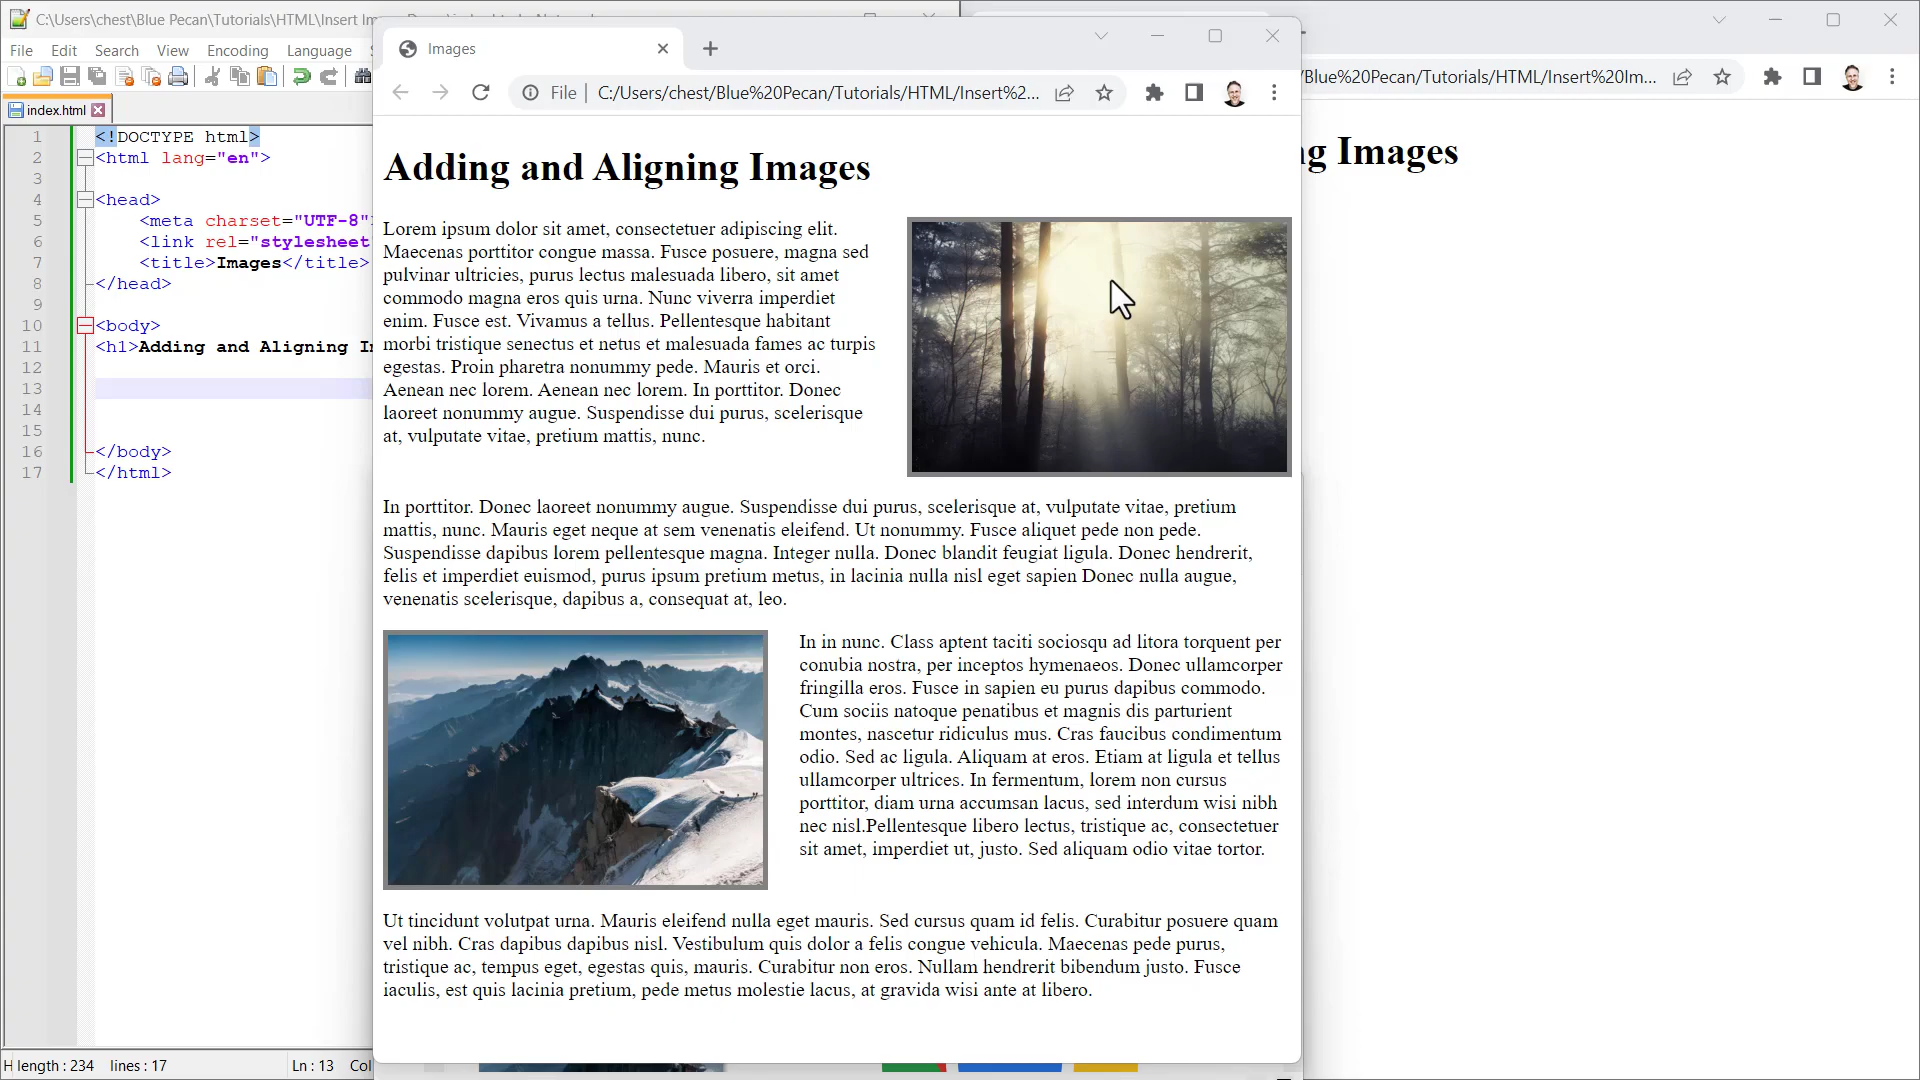 C:\Users\chest\Blue Pecan\Tutorials\HTML\Insert
File Edit Search View Encoding Language
index.html
1 <!DOCTYPE html>
2 <html lang="en">
3
4 <head>
5 <meta charset="UTF-8"
6 <link rel="stylesheet
7 <title>Images</title>
8 </head>
9
10 <body>
11 <h1>Adding and Aligning
12
13
14
15
16 </body>
17 </html>
length : 234 lines : 17 Ln : 13 Col
Images
File C:/Users/chest/Blue%20Pecan/Tutorials/HTML/Insert%2...
Adding and Aligning Images
Lorem ipsum dolor sit amet, consectetuer adipiscing elit.
Maecenas porttitor congue massa. Fusce posuere, magna sed
pulvinar ultricies, purus lectus malesuada libero, sit amet
commodo magna eros quis urna. Nunc viverra imperdiet
enim. Fusce est. Vivamus a tellus. Pellentesque habitant
morbi tristique senectus et netus et malesuada fames ac turpis
egestas. Proin pharetra nonummy pede. Mauris et orci.
Aenean nec lorem. Aenean nec lorem. In porttitor. Donec
laoreet nonummy augue. Suspendisse dui purus, scelerisque
at, vulputate vitae, pretium mattis, nunc.
In porttitor. Donec laoreet nonummy augue. Suspendisse dui purus, scelerisque at, vulputate vitae, pretium
mattis, nunc. Mauris eget neque at sem venenatis eleifend. Ut nonummy. Fusce aliquet pede non pede.
Suspendisse dapibus lorem pellentesque magna. Integer nulla. Donec blandit feugiat ligula. Donec hendrerit,
felis et imperdiet euismod, purus ipsum pretium metus, in lacinia nulla nisl eget sapien Donec nulla augue,
venenatis scelerisque, dapibus a, consequat at, leo.
In in nunc. Class aptent taciti sociosqu ad litora torquent per
conubia nostra, per inceptos hymenaeos. Donec ullamcorper
fringilla eros. Fusce in sapien eu purus dapibus commodo.
Cum sociis natoque penatibus et magnis dis parturient
montes, nascetur ridiculus mus. Cras faucibus condimentum
odio. Sed ac ligula. Aliquam at eros. Etiam at ligula et tellus
ullamcorper ultrices. In fermentum, lorem non cursus
porttitor, diam urna accumsan lacus, sed interdum wisi nibh
nec nisl.Pellentesque libero lectus, tristique ac, consectetuer
sit amet, imperdiet ut, justo. Sed aliquam odio vitae tortor.
Ut tincidunt volutpat urna. Mauris eleifend nulla eget mauris. Sed cursus quam id felis. Curabitur posuere quam
vel nibh. Cras dapibus dapibus nisl. Vestibulum quis dolor a felis congue vehicula. Maecenas pede purus,
tristique ac, tempus eget, egestas quis, mauris. Curabitur non eros. Nullam hendrerit bibendum justo. Fusce
iaculis, est quis lacinia pretium, pede metus molestie lacus, at gravida wisi ante at libero.
/Blue%20Pecan/Tutorials/HTML/Insert%20Im...
ng Images